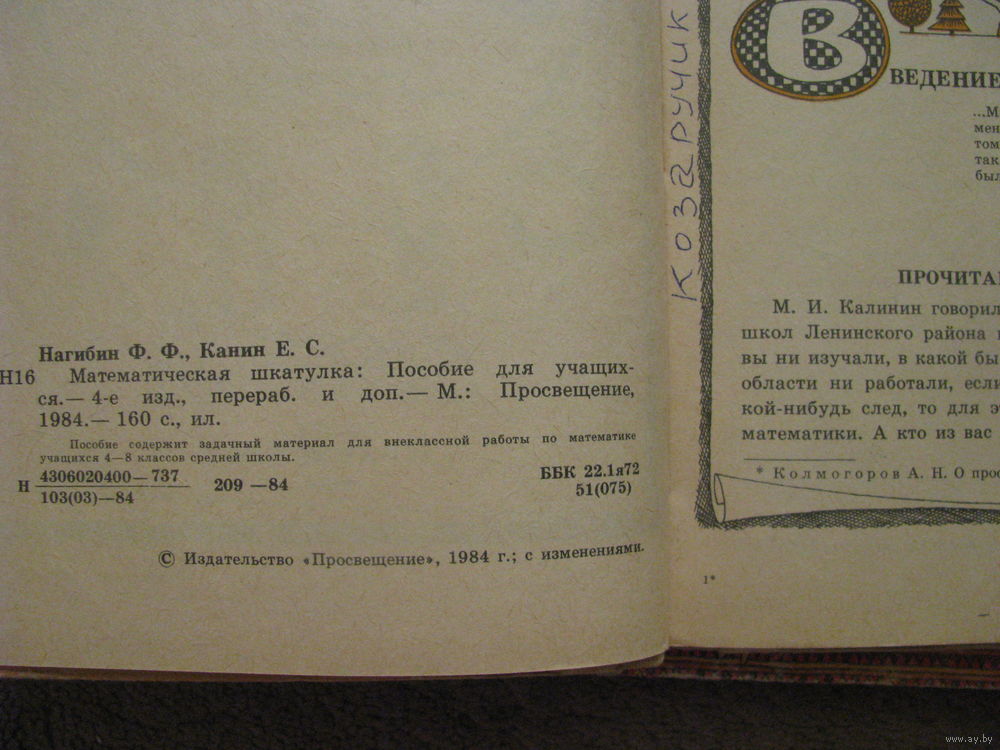 Нагибин Ф. Ф., Канин Е. С.
Н16 Математическая шкатулка: Пособие для учащих-
ся.— 4-е изд., перераб. и доп.— М.: Просвещение,
1984.— 160 с., ил.
Пособие содержит задачный материал для внеклассной работы по математике
учащихся 4—8 классов средней школы.
Н 4306020400—737
103(03)—84
209 —84
ББК 22.1я72
51(075)
© Издательство «Просвещение», 1984 г.; с изменениями.
Козаручик
ВВЕДЕНИЕ
ПРОЧИТА
М. И. Калинин говорил
школ Ленинского района
вы ни изучали, в какой бы
области ни работали, если
кой-нибудь след, то для
математики. А кто из вас
* Колмогоров А. Н. О
1*
www.ay.by